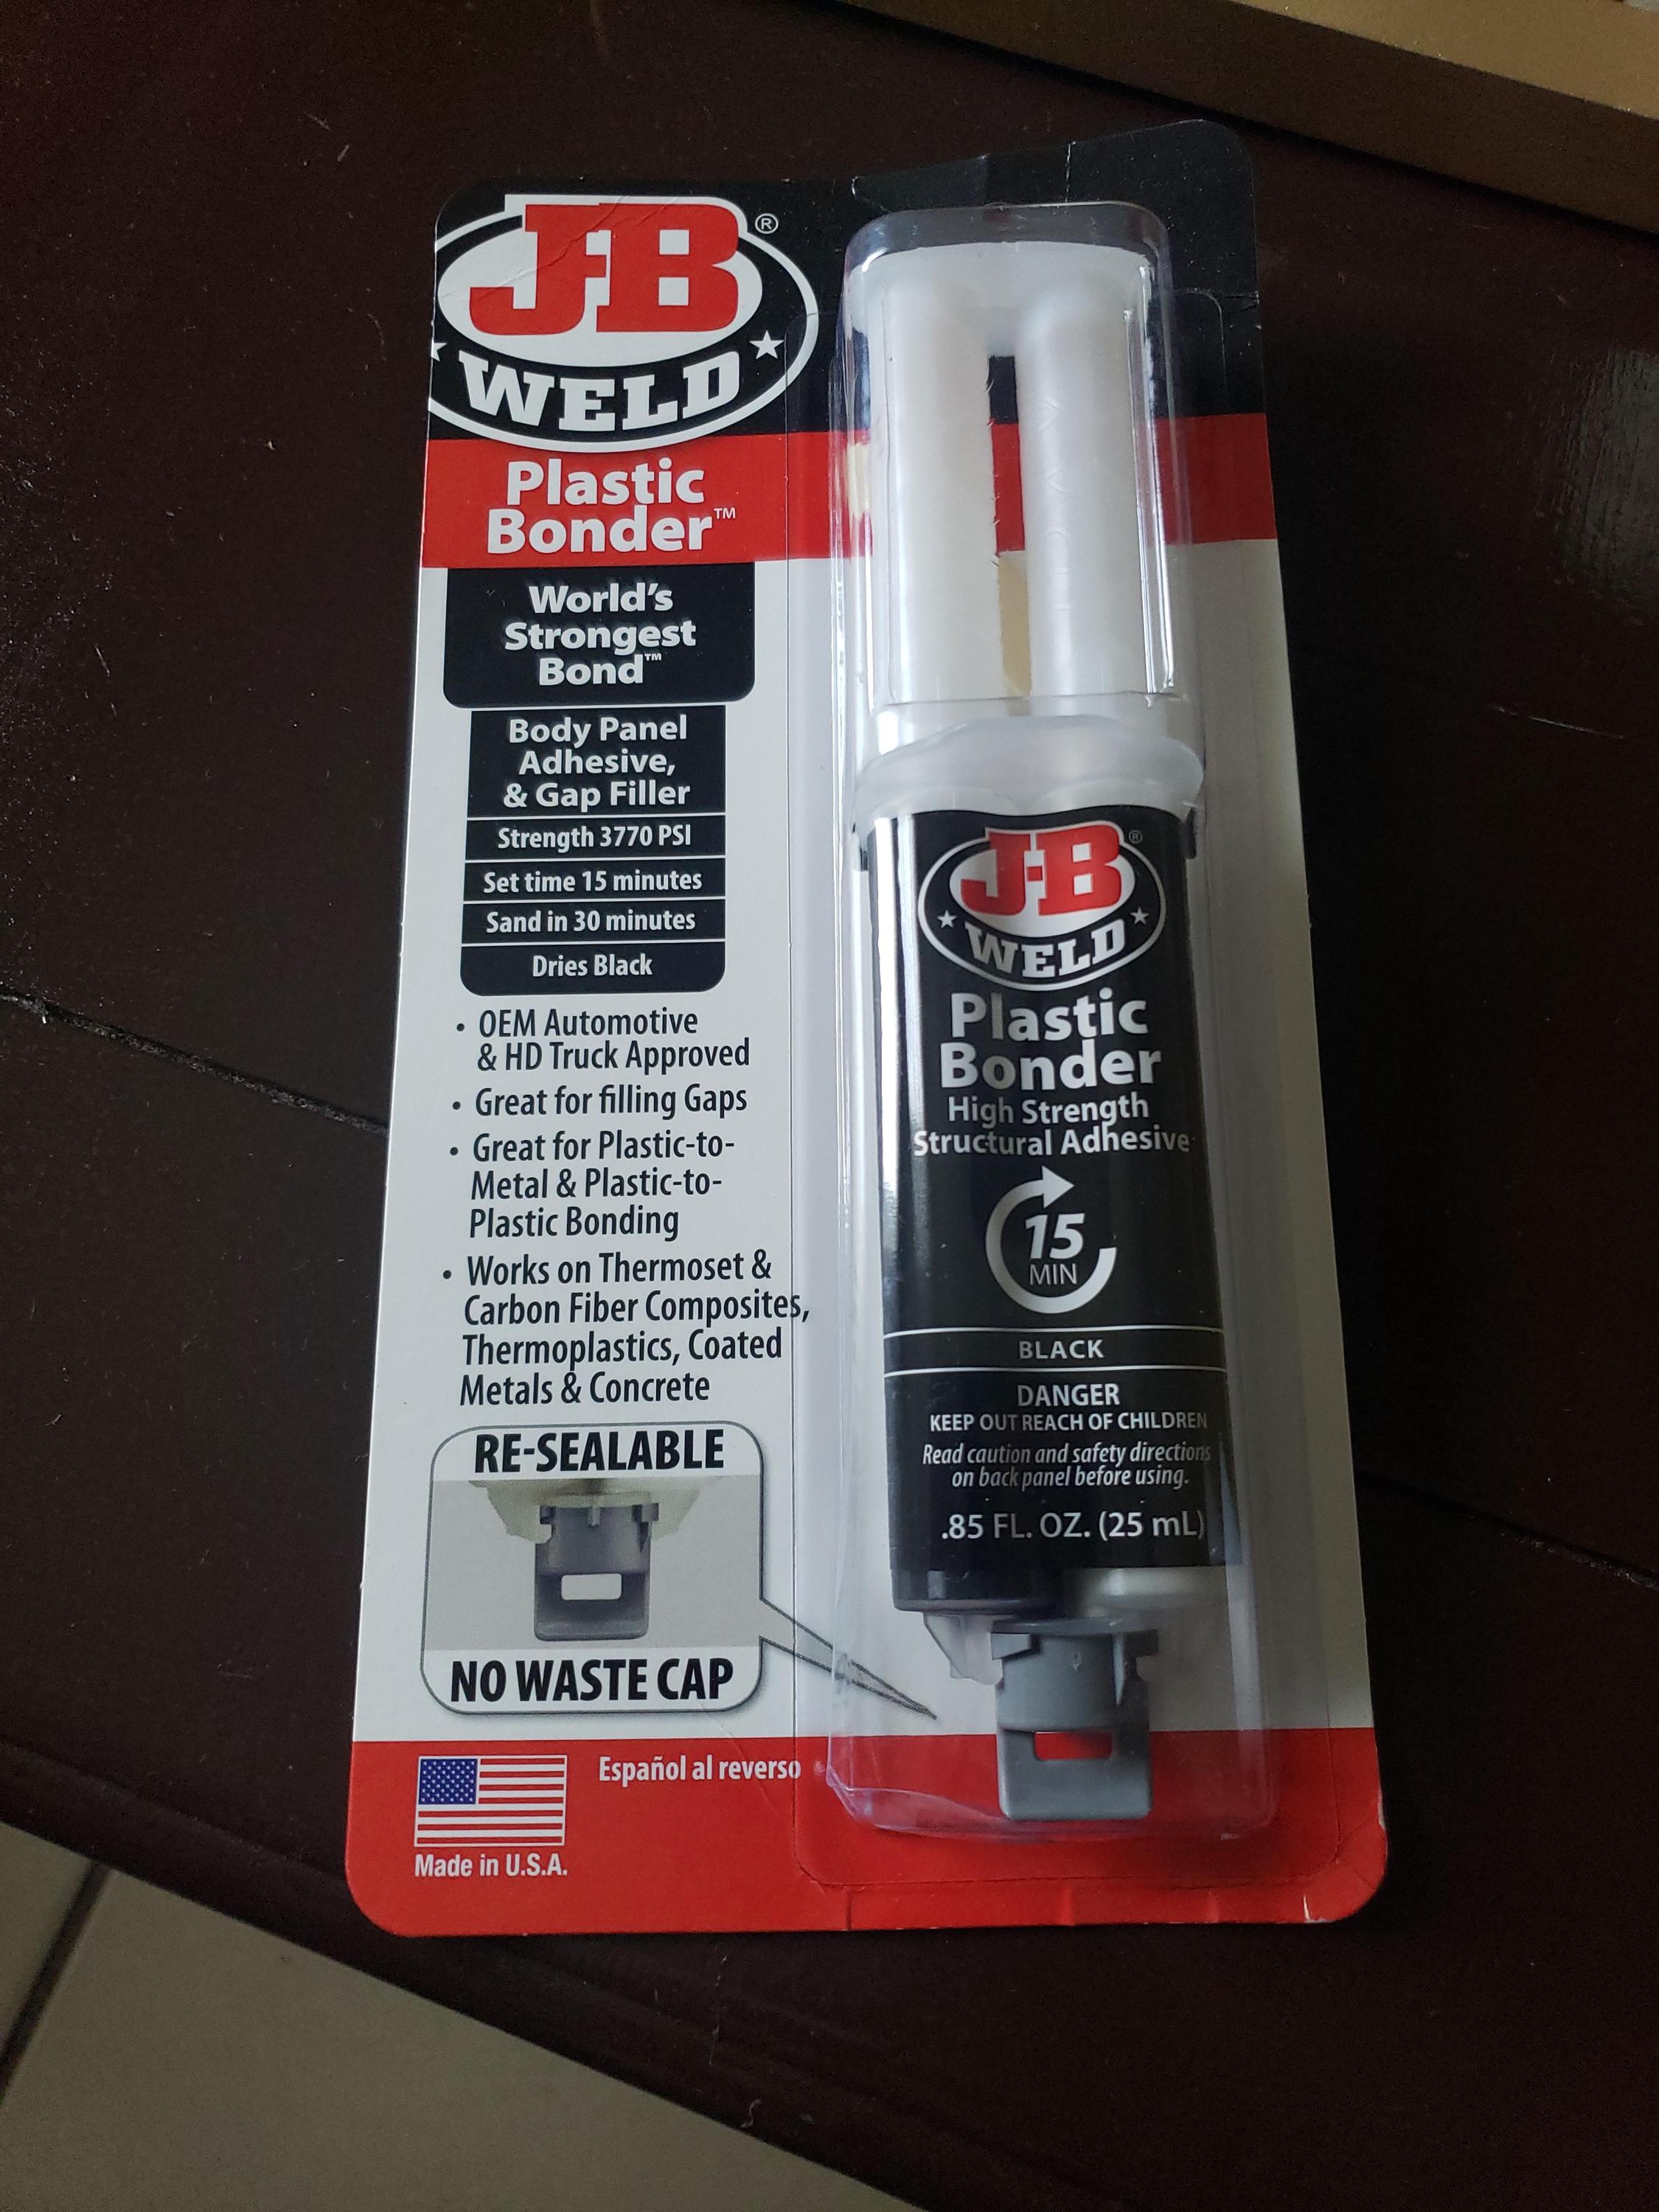 J-B®
WELD
Plastic
Bonder™
World's
Strongest
Bond™
Body Panel
Adhesive,
& Gap Filler
Strength 3770 PSI
Set time 15 minutes
Sand in 30 minutes
Dries Black
• OEM Automotive
& HD Truck Approved
• Great for filling Gaps
• Great for Plastic-to-
Metal & Plastic-to-
Plastic Bonding
• Works on Thermoset &
Carbon Fiber Composites,
Thermoplastics, Coated
Metals & Concrete
RE-SEALABLE
NO WASTE CAP
Español al reverso
Made in U.S.A.
J-B®
WELD
Plastic
Bonder
High Strength
Structural Adhesive
15
MIN
BLACK
DANGER
KEEP OUT REACH OF CHILDREN
Read caution and safety directions
on back panel before using.
.85 FL. OZ. (25 mL)